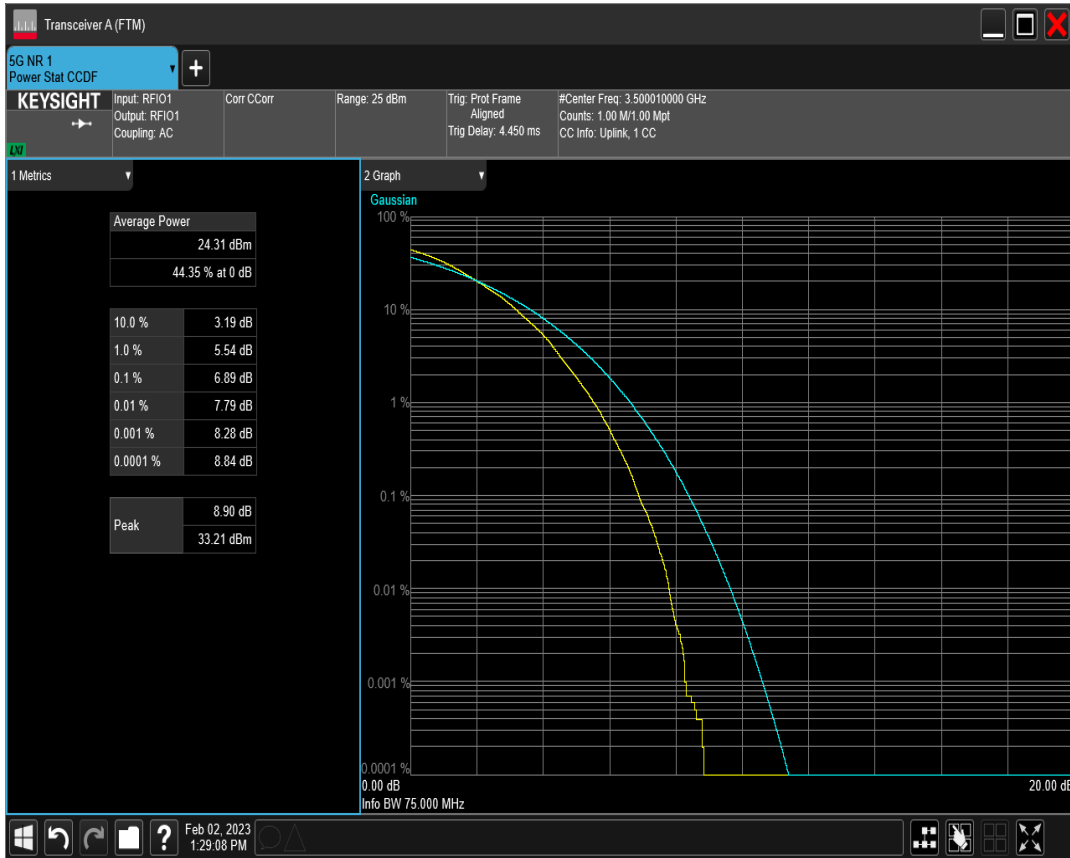 Transceiver A (FTM)
5G NR 1
Power Stat CCDF
KEYSIGHT
LXI
Input: RFIO1
Output: RFIO1
Coupling: AC
Corr CCorr
Range: 25 dBm
Trig: Prot Frame
Aligned
Trig Delay: 4.450 ms
#Center Freq: 3.500010000 GHz
Counts: 1.00 M/1.00 Mpt
CC Info: Uplink, 1 CC
1 Metrics
Average Power
24.31 dBm
44.35 % at 0 dB
10.0 % 3.19 dB
1.0 % 5.54 dB
0.1 % 6.89 dB
0.01 % 7.79 dB
0.001 % 8.28 dB
0.0001 % 8.84 dB
Peak
8.90 dB
33.21 dBm
2 Graph
Gaussian
100 %
10 %
1 %
0.1 %
0.01 %
0.001 %
0.0001 %
0.00 dB 20.00 dB
Info BW 75.000 MHz
Feb 02, 2023
1:29:08 PM